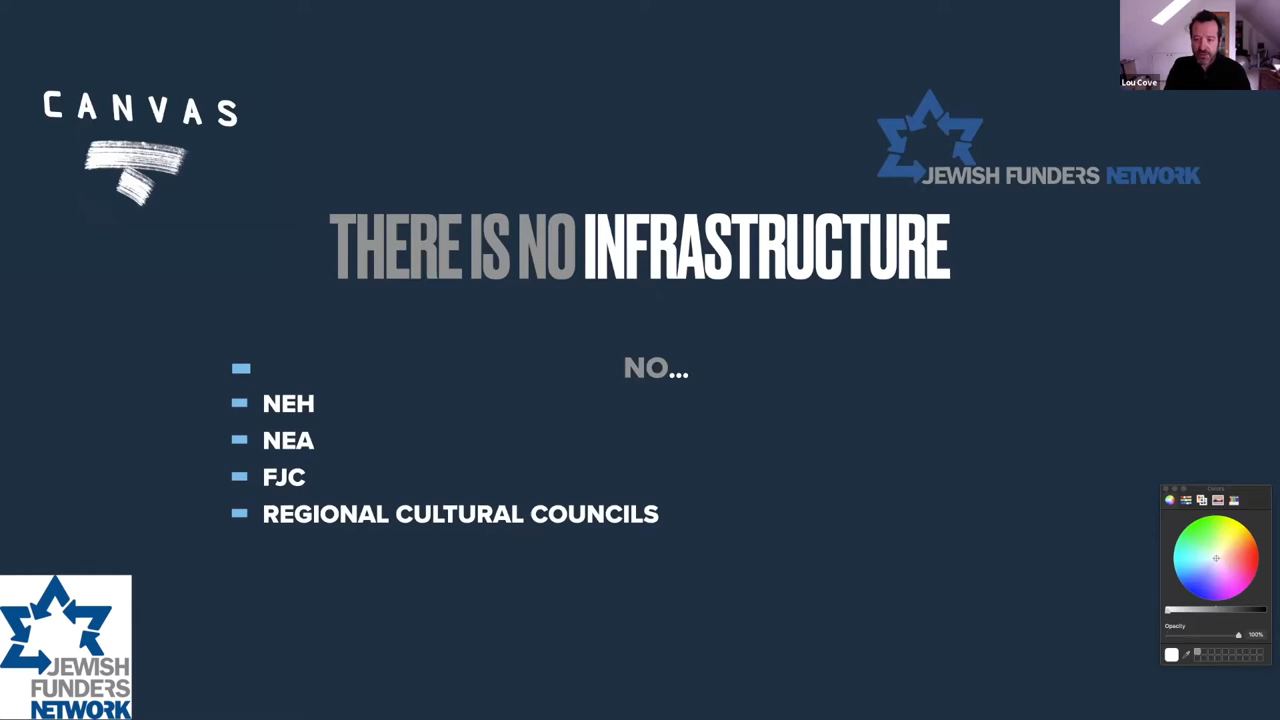 Lou Cove
CANVAS
JEWISH FUNDERS NETWORK
THERE IS NO INFRASTRUCTURE
NO...
NEH
NEA
FJC
REGIONAL CULTURAL COUNCILS
Colors
Opacity
100%
JEWISH
FUNDERS
NETWORK